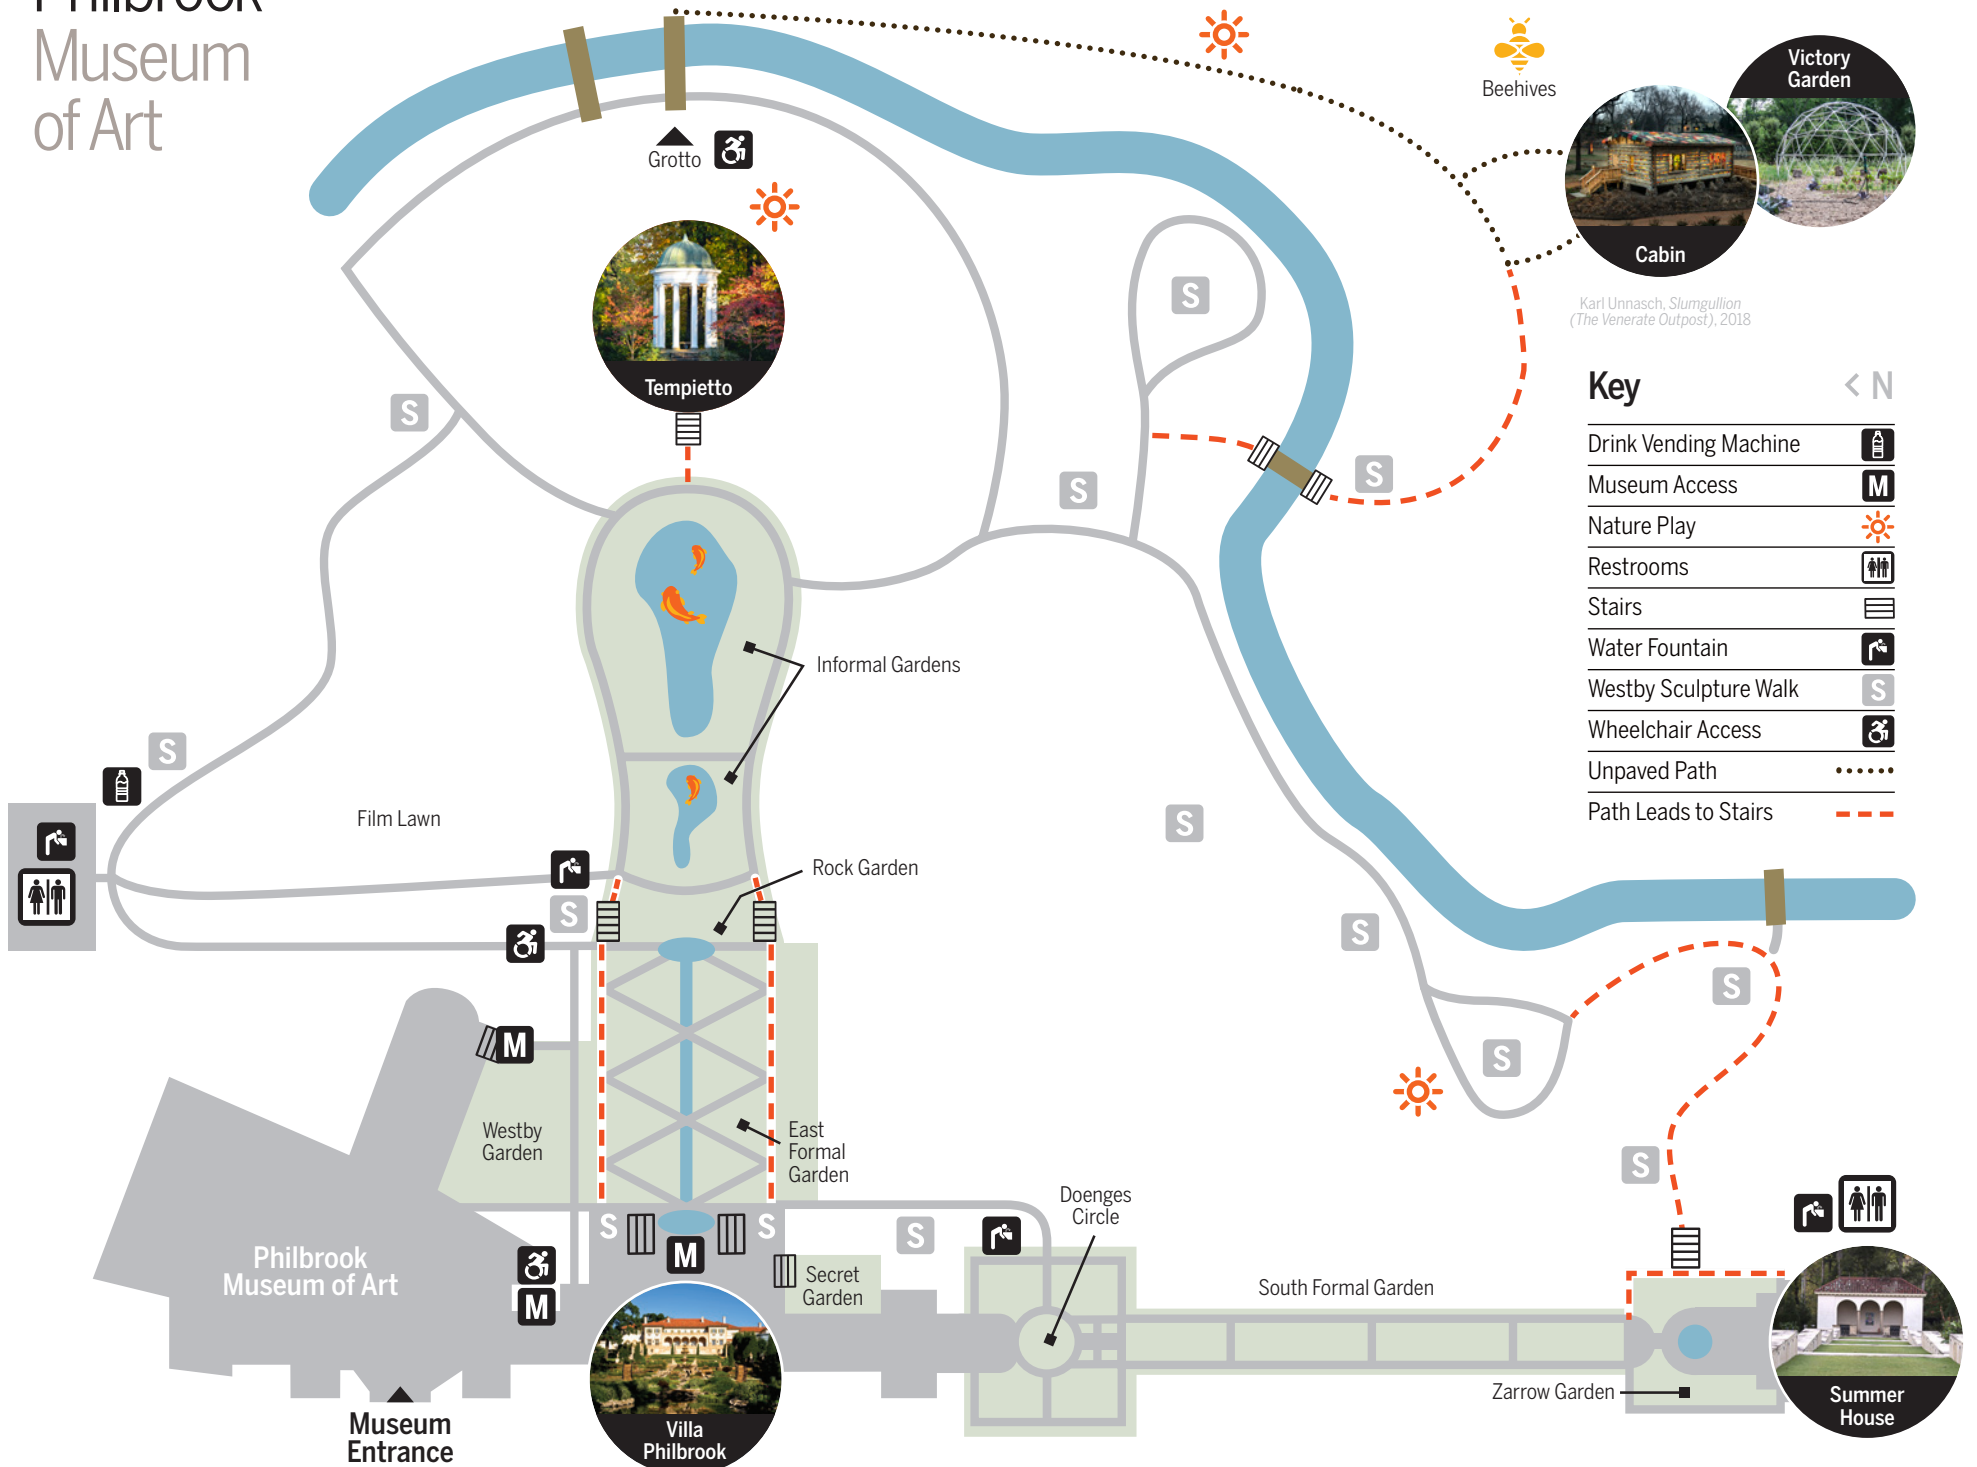 Philbrook
Museum
of Art
Beehives
Victory
Garden
Cabin
Karl Unnasch, Slumgullion
(The Venerate Outpost), 2018
Grotto
Tempietto
Key
< N
Drink Vending Machine
Museum Access
M
Nature Play
Restrooms
Stairs
Water Fountain
Westby Sculpture Walk
S
Wheelchair Access
Unpaved Path
Path Leads to Stairs
S
S
S
S
S
Informal Gardens
Film Lawn
S
Rock Garden
S
S
S
S
M
Westby
Garden
East
Formal
Garden
S
Doenges
Circle
S
S
S
M
Philbrook
Museum of Art
M
Secret
Garden
South Formal Garden
Zarrow Garden
Summer
House
Museum
Entrance
Villa
Philbrook